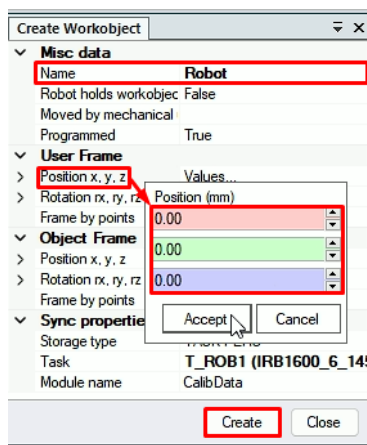 Create Workobject
Misc data
Name Robot
Robot holds workobjec False
Moved by mechanical
Programmed True
User Frame
Position x, y, z Values...
Rotation rx, ry, rz Position (mm)
Frame by points 0.00
Object Frame
Position x, y, z 0.00
Rotation rx, ry, rz 0.00
Frame by points
Sync propertie Accept Cancel
Storage type
Task T_ROB1 (IRB1600_6_145
Module name CalibData
Create Close